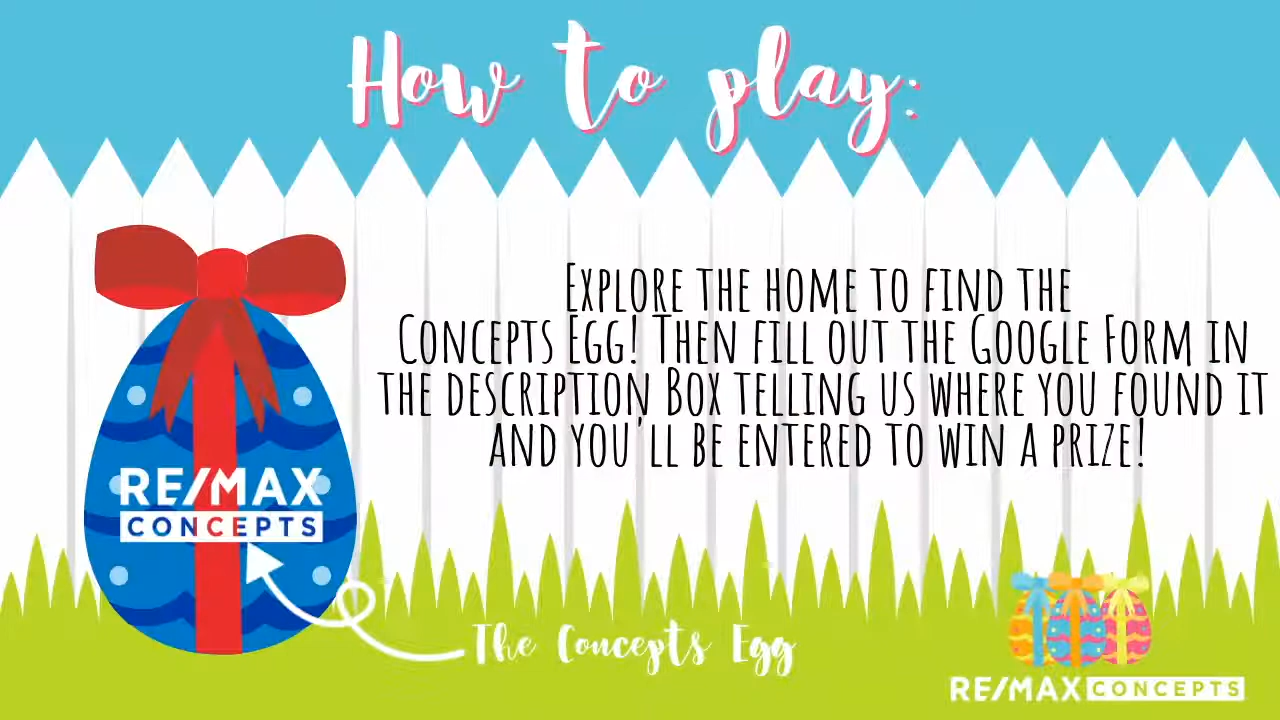 How to play:
Explore the home to find the
Concepts Egg! Then fill out the Google Form in
the description Box telling us where you found it
and you'll be entered to win a prize!
RE/MAX
CONCEPTS
The Concepts Egg
RE/MAX CONCEPTS